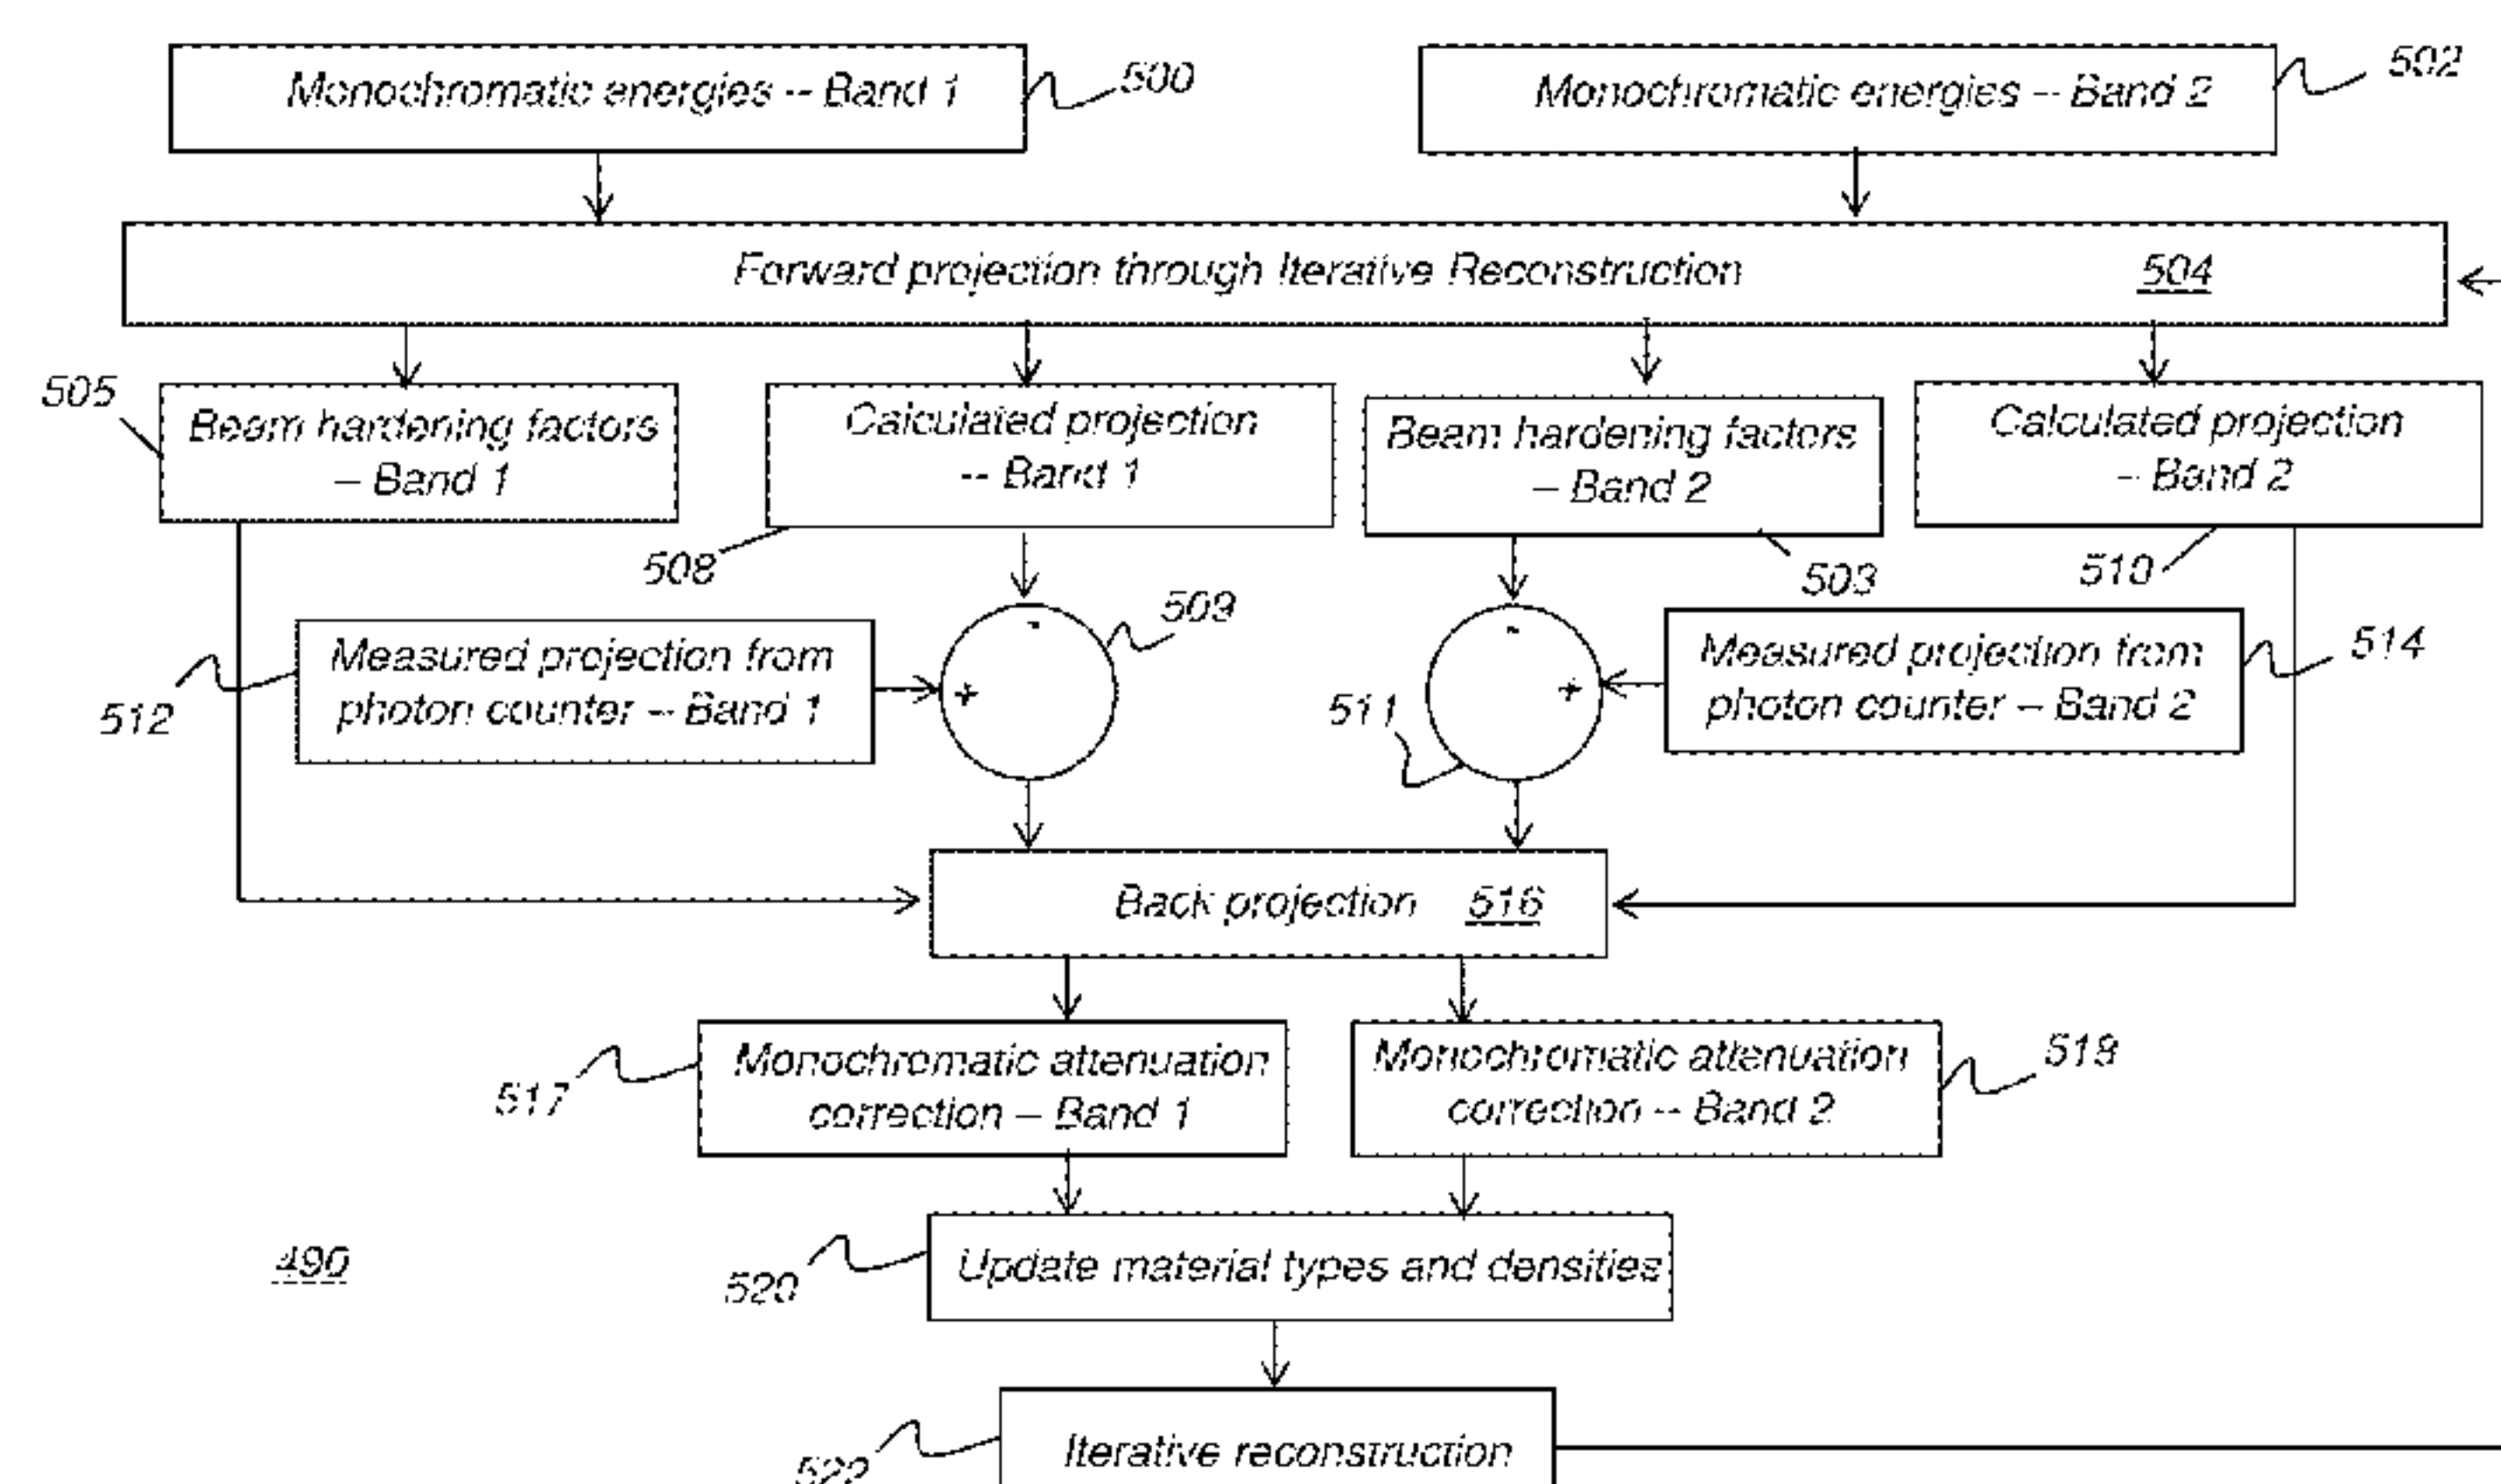 Monochromatic energies -- Band 1
500
Monochromatic energies -- Band 2
502
Forward projection through Iterative Reconstruction 504
505
Beam hardening factors
– Band 1
Calculated projection
-- Band 1
Beam hardening factors
– Band 2
Calculated projection
-- Band 2
508
503
510
509
512
Measured projection from
photon counter -- Band 1
-
+
511
-
+
Measured projection from
photon counter – Band 2
514
Back projection 516
517
Monochromatic attenuation
correction – Band 1
Monochromatic attenuation
correction -- Band 2
519
490
520
Update material types and densities
522
Iterative reconstruction